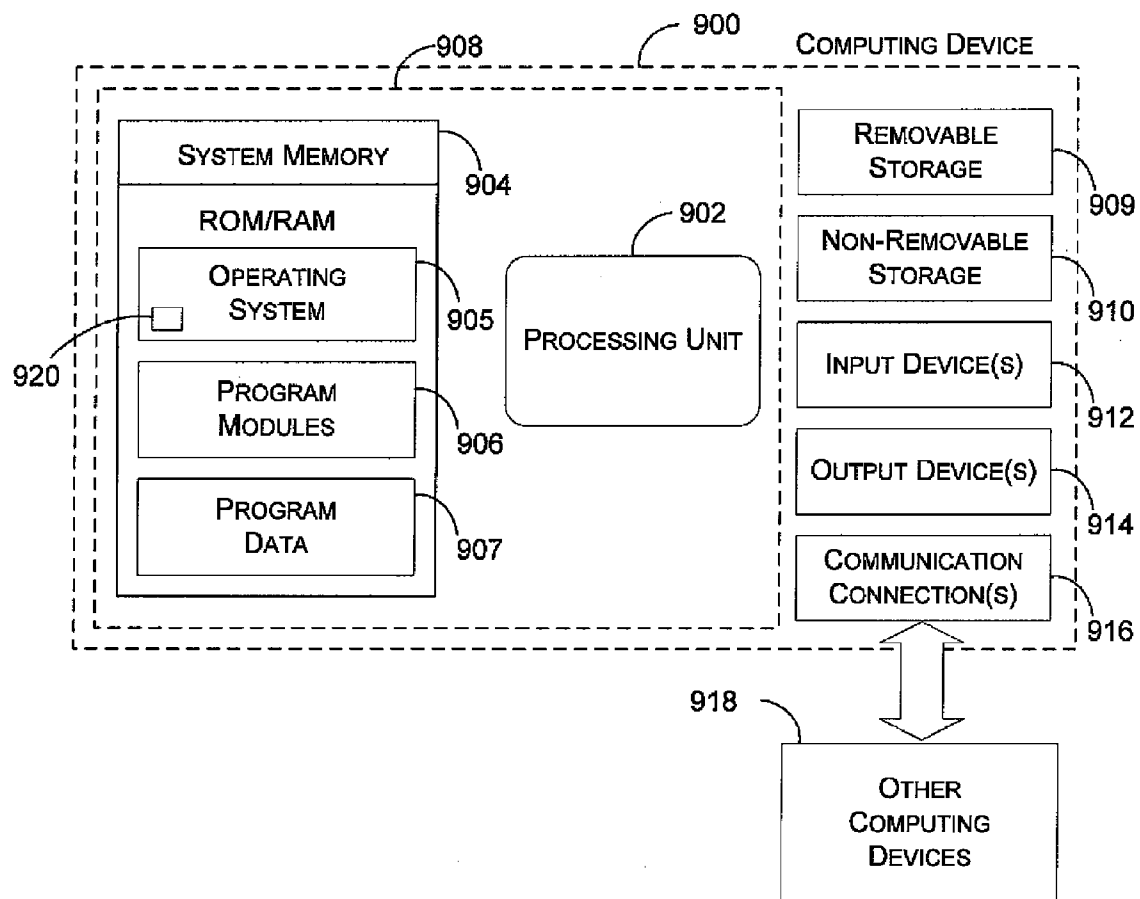 900
COMPUTING DEVICE
908
SYSTEM MEMORY
904
ROM/RAM
OPERATING
SYSTEM
905
920
PROGRAM
MODULES
906
PROGRAM
DATA
907
902
PROCESSING UNIT
REMOVABLE
STORAGE
909
NON-REMOVABLE
STORAGE
910
INPUT DEVICE(S)
912
OUTPUT DEVICE(S)
914
COMMUNICATION
CONNECTION(S)
916
918
OTHER
COMPUTING
DEVICES